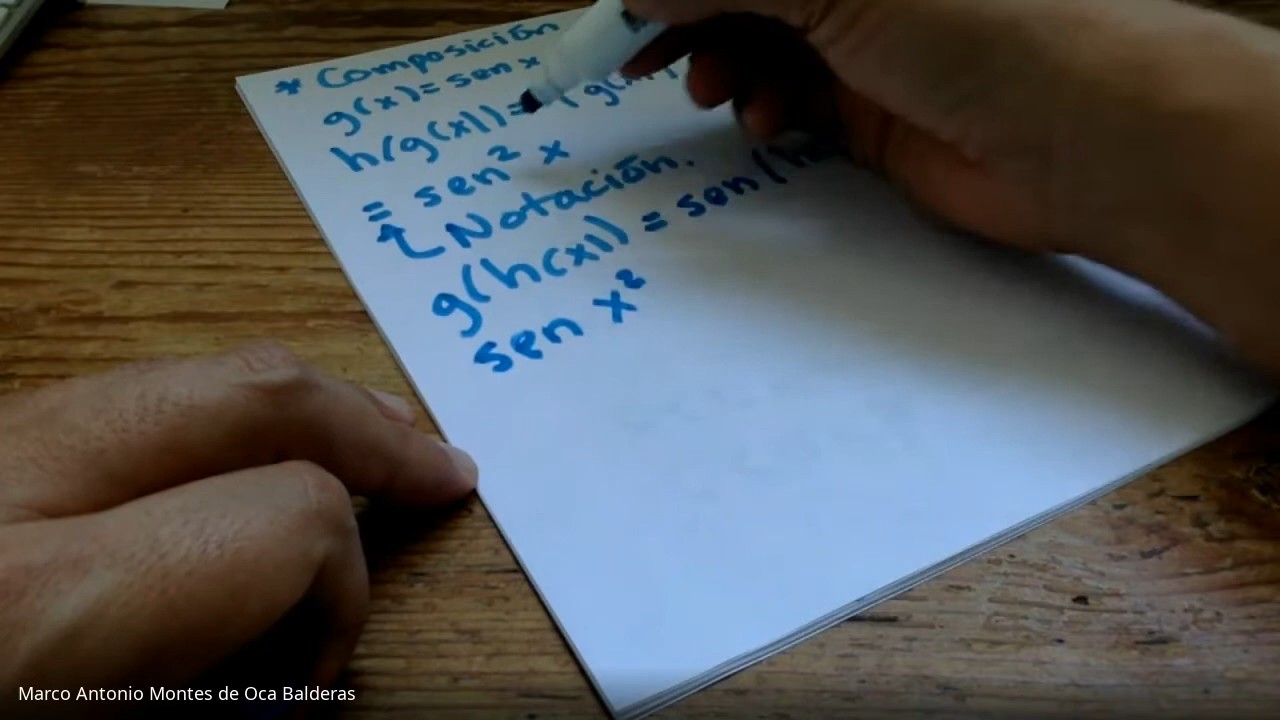 * Composición
g(x) = sen x
h(g(x)) = (g(x))
= sen² x
Notación.
g(h(x)) = sen (h
sen x²
Marco Antonio Montes de Oca Balderas